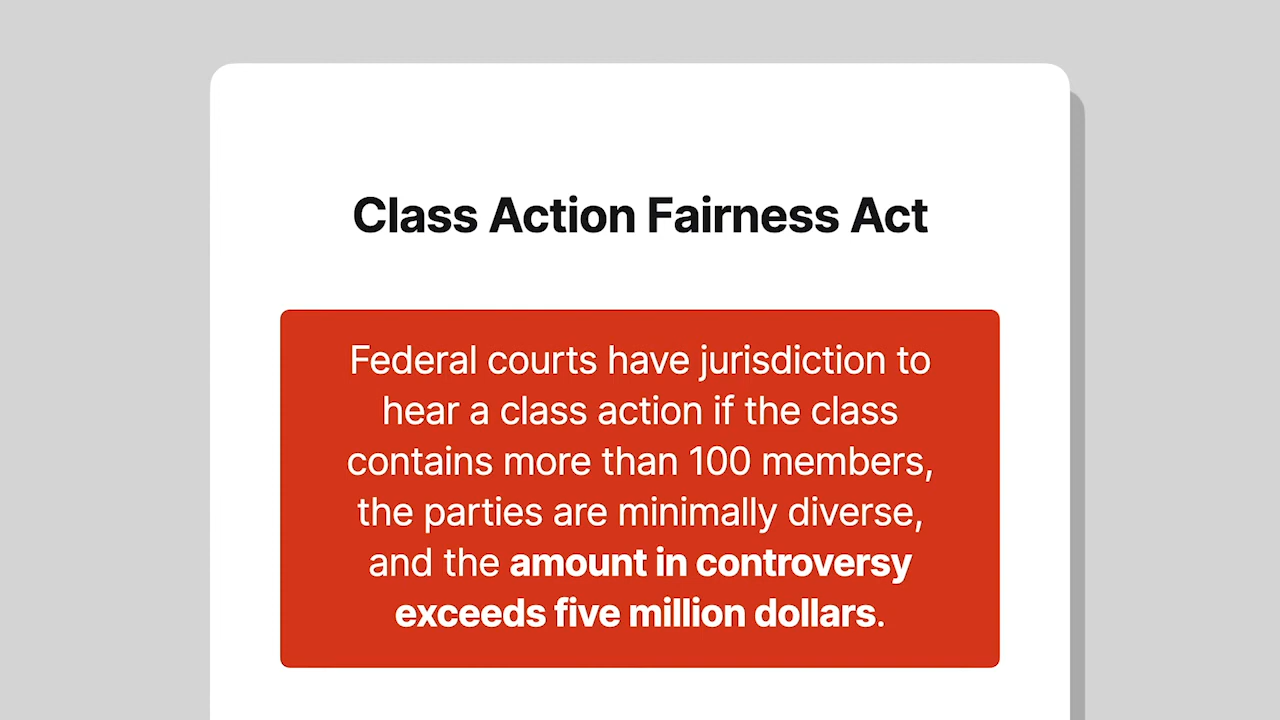 Class Action Fairness Act
Federal courts have jurisdiction to
hear a class action if the class
contains more than 100 members,
the parties are minimally diverse,
and the amount in controversy
exceeds five million dollars.